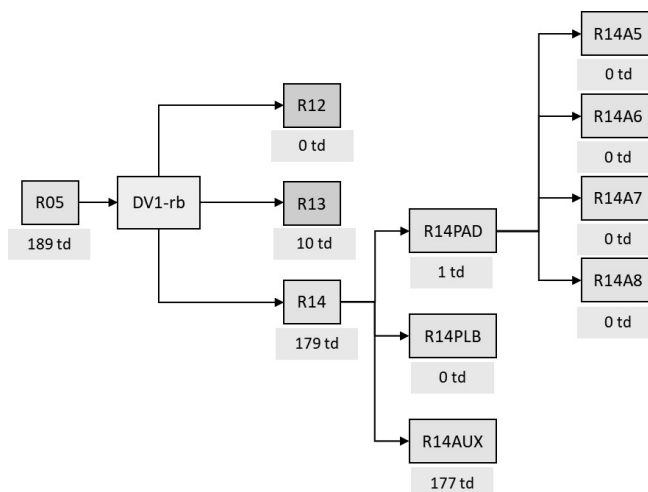 R05
189 td
DV1-rb
R12
0 td
R13
10 td
R14
179 td
R14PAD
1 td
R14PLB
0 td
R14AUX
177 td
R14A5
0 td
R14A6
0 td
R14A7
0 td
R14A8
0 td